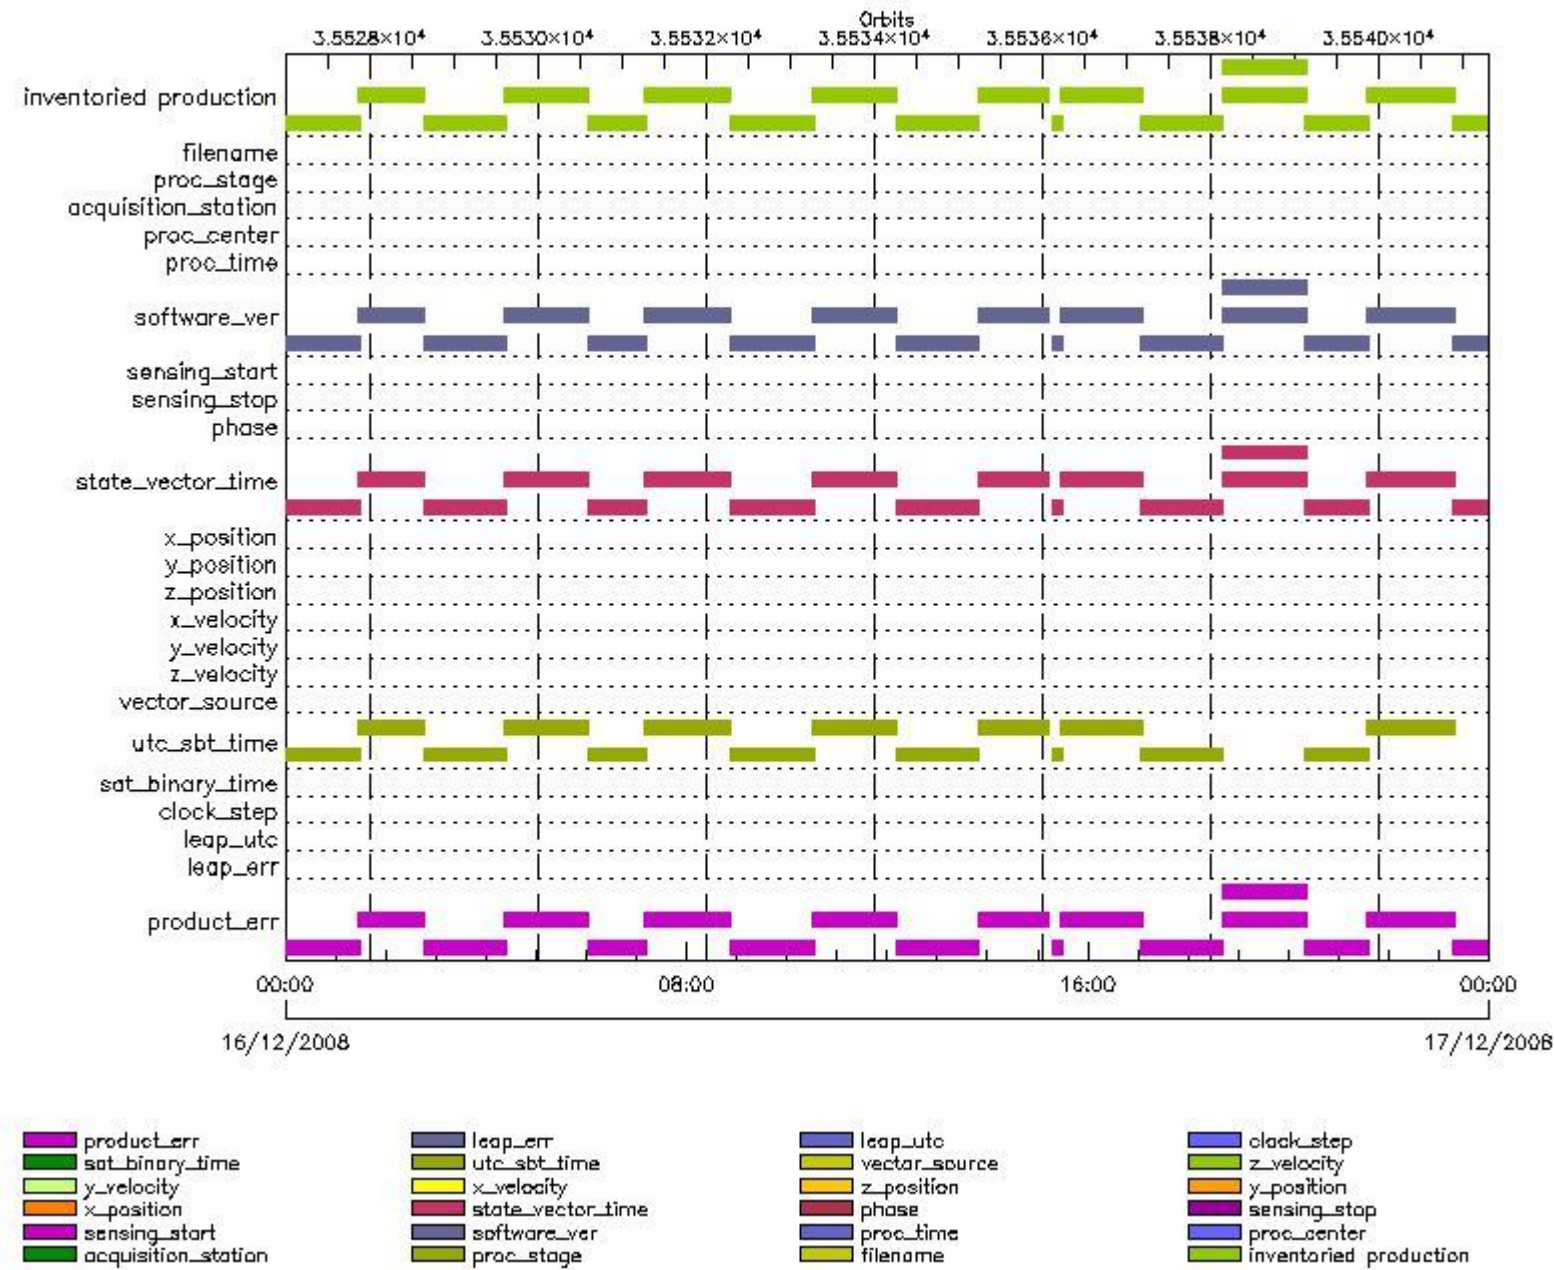 Orbits
3.5528×10⁴ 3.5530×10⁴ 3.5532×10⁴ 3.5534×10⁴ 3.5536×10⁴ 3.5538×10⁴ 3.5540×10⁴
inventoried production
filename
proc_stage
acquisition_station
proc_center
proc_time
software_ver
sensing_start
sensing_stop
phase
state_vector_time
x_position
y_position
z_position
x_velocity
y_velocity
z_velocity
vector_source
utc_sbt_time
sat_binary_time
clock_step
leap_utc
leap_err
product_err
00:00 08:00 16:00 00:00
16/12/2008 17/12/2008
product_err leap_err leap_utc clock_step
sat_binary_time utc_sbt_time vector_source z_velocity
y_velocity x_velocity z_position y_position
x_position state_vector_time phase sensing_stop
sensing_start software_ver proc_time proc_center
acquisition_station proc_stage filename inventoried production